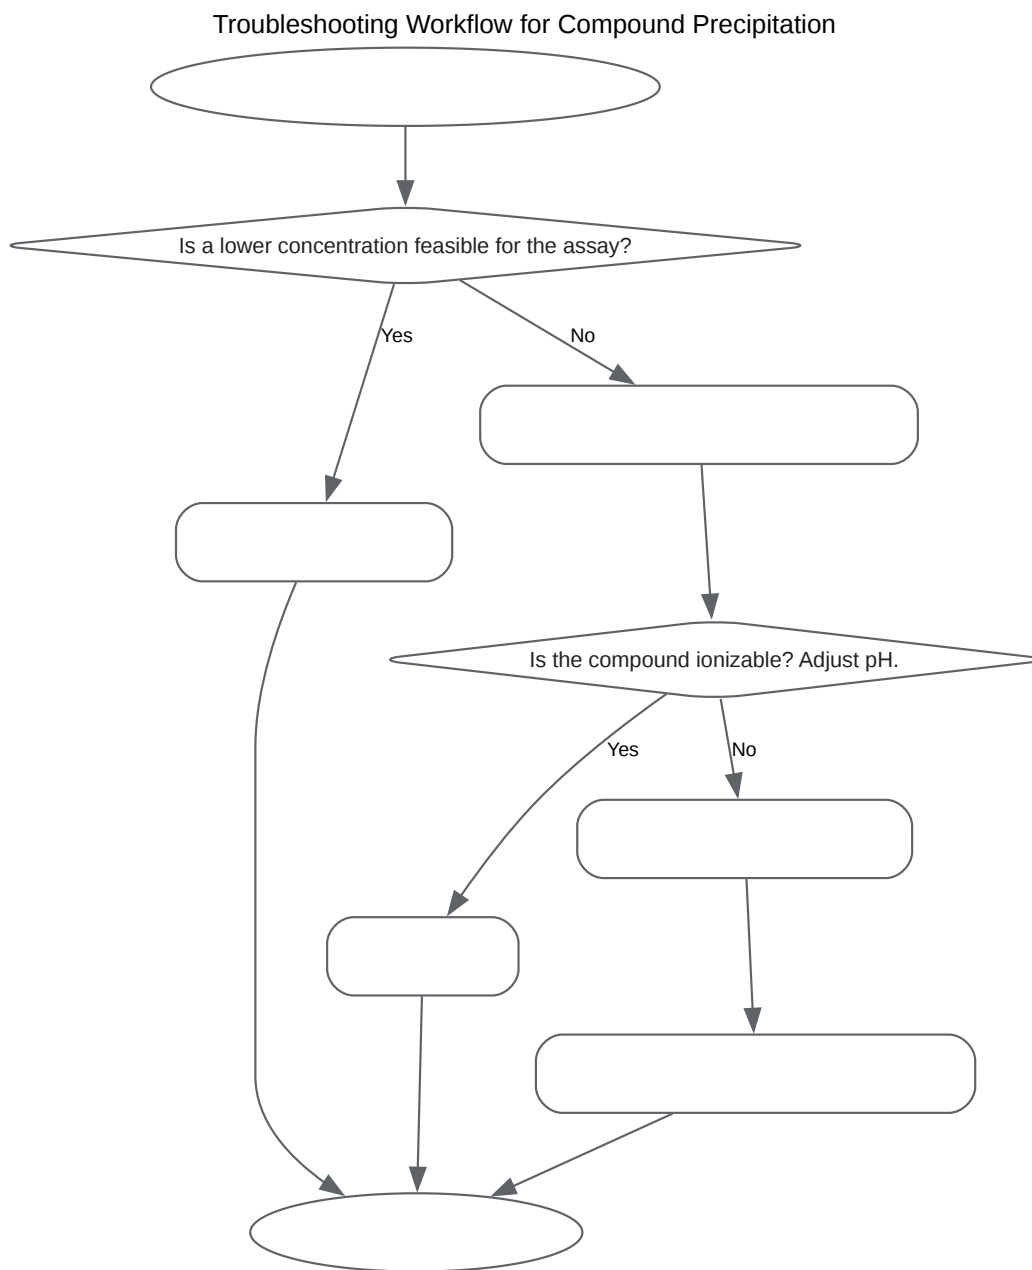 Troubleshooting Workflow for Compound Precipitation
Is a lower concentration feasible for the assay?
Yes
No
Is the compound ionizable? Adjust pH.
Yes
No